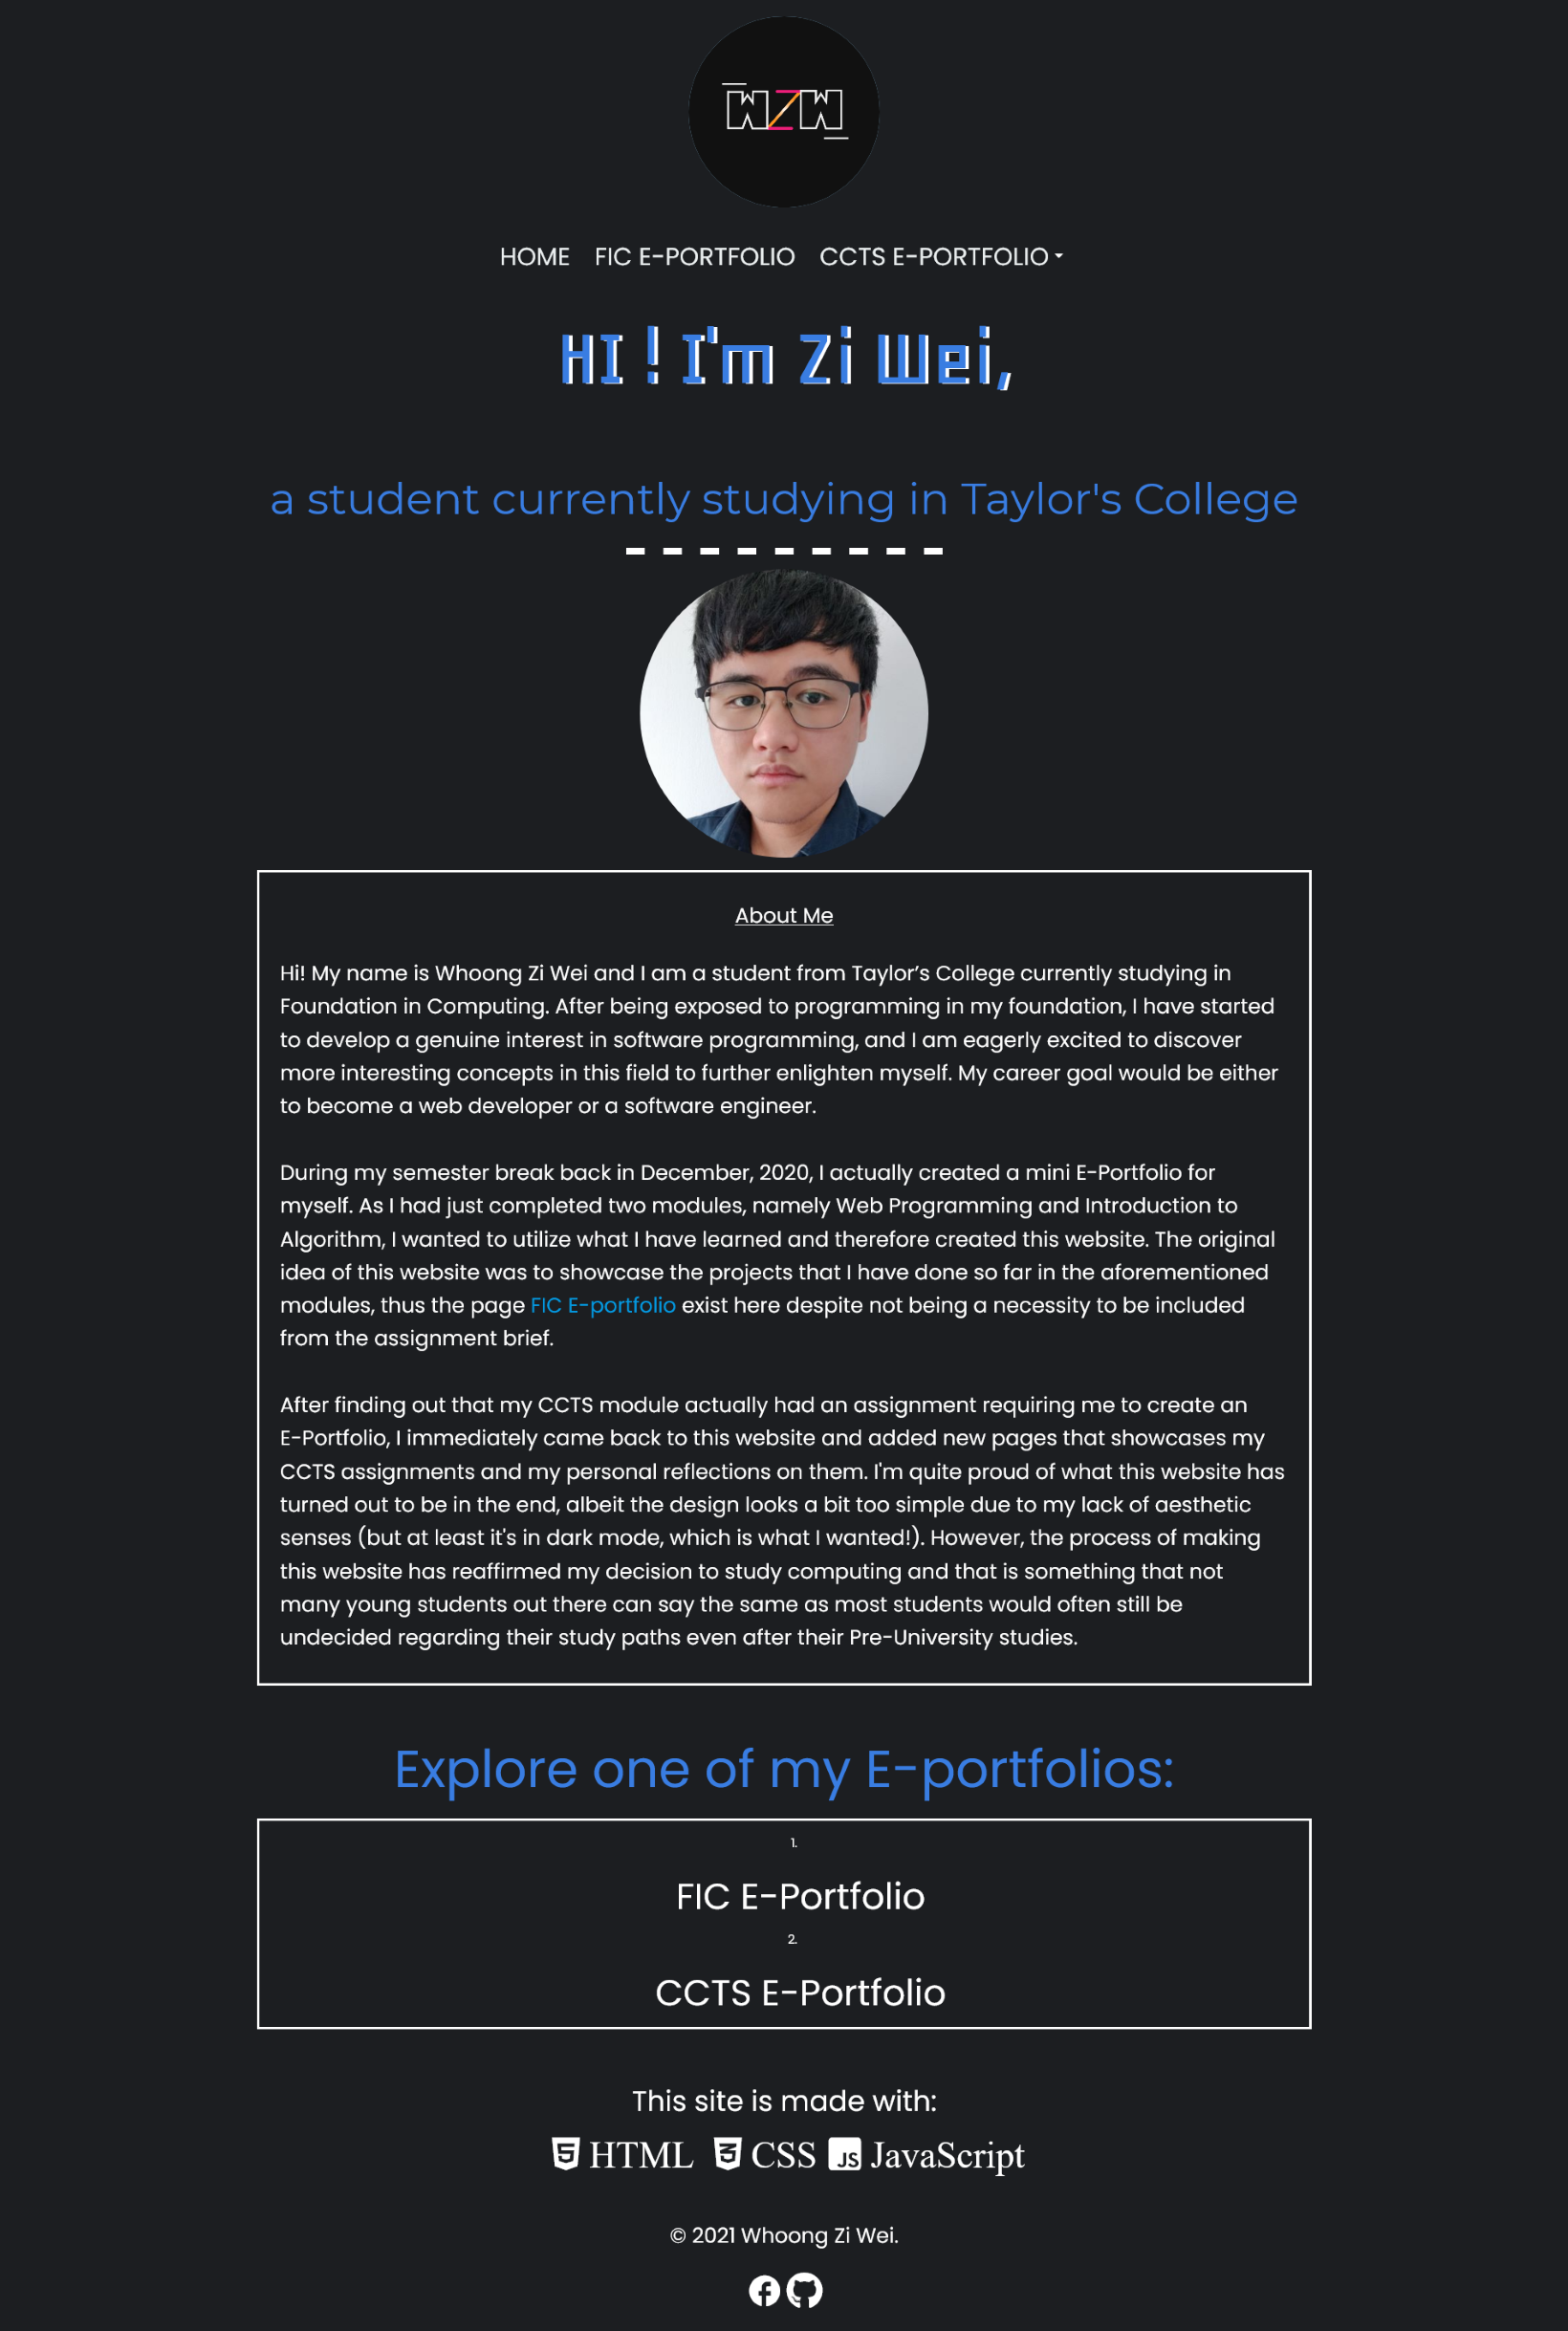 WZW
HOME FIC E-PORTFOLIO CCTS E-PORTFOLIO
HI ! I'm Zi Wei,
a student currently studying in Taylor's College
About Me
Hi! My name is Whoong Zi Wei and I am a student from Taylor’s College currently studying in
Foundation in Computing. After being exposed to programming in my foundation, I have started
to develop a genuine interest in software programming, and I am eagerly excited to discover
more interesting concepts in this field to further enlighten myself. My career goal would be either
to become a web developer or a software engineer.
During my semester break back in December, 2020, I actually created a mini E-Portfolio for
myself. As I had just completed two modules, namely Web Programming and Introduction to
Algorithm, I wanted to utilize what I have learned and therefore created this website. The original
idea of this website was to showcase the projects that I have done so far in the aforementioned
modules, thus the page FIC E-portfolio exist here despite not being a necessity to be included
from the assignment brief.
After finding out that my CCTS module actually had an assignment requiring me to create an
E-Portfolio, I immediately came back to this website and added new pages that showcases my
CCTS assignments and my personal reflections on them. I'm quite proud of what this website has
turned out to be in the end, albeit the design looks a bit too simple due to my lack of aesthetic
senses (but at least it's in dark mode, which is what I wanted!). However, the process of making
this website has reaffirmed my decision to study computing and that is something that not
many young students out there can say the same as most students would often still be
undecided regarding their study paths even after their Pre-University studies.
Explore one of my E-portfolios:
1.
FIC E-Portfolio
2.
CCTS E-Portfolio
This site is made with:
5 HTML 3 CSS JS JavaScript
© 2021 Whoong Zi Wei.